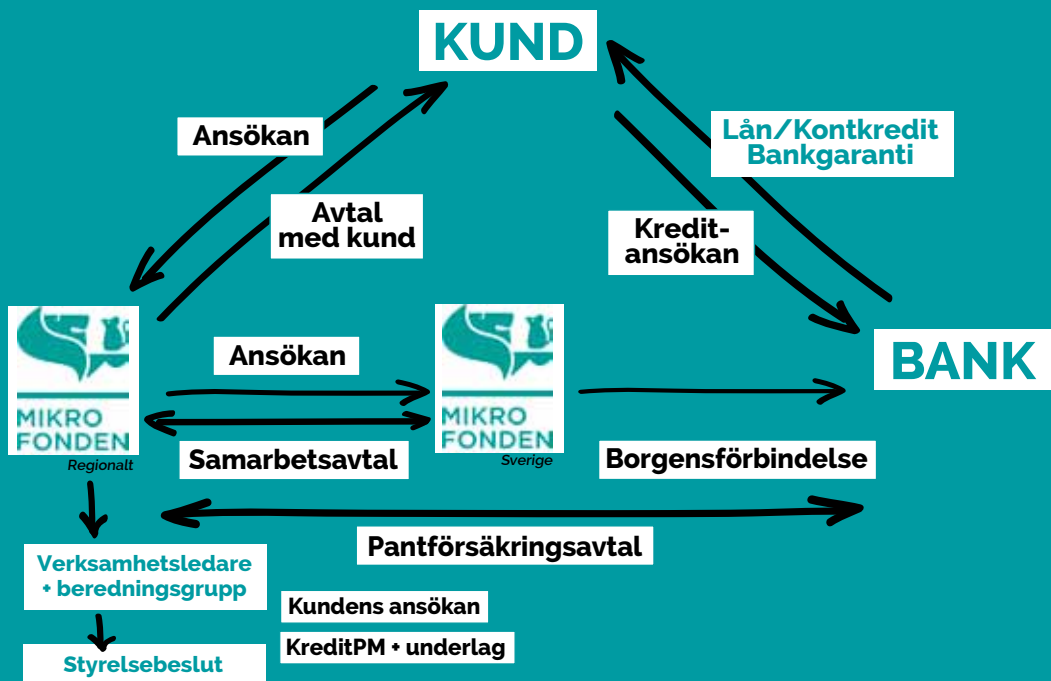 KUND
Ansökan
Lån/Kontkredit
Bankgaranti
Avtal
med kund
Kredit-
ansökan
MIKRO
FONDEN
Regionalt
Ansökan
Samarbetsavtal
MIKRO
FONDEN
Sverige
BANK
Borgensförbindelse
Pantförsäkringsavtal
Verksamhetsledare
+ beredningsgrupp
Kundens ansökan
KreditPM + underlag
Styrelsebeslut